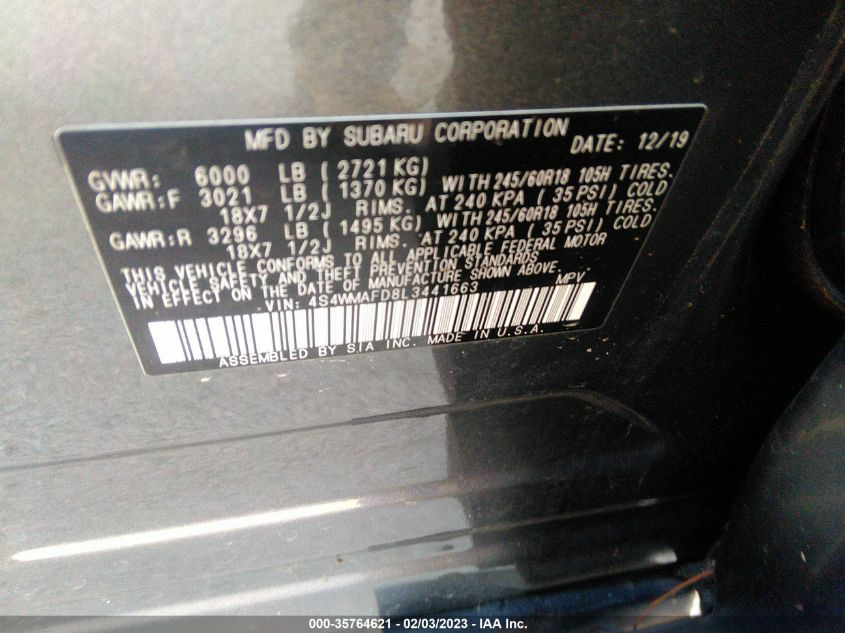 MFD BY SUBARU CORPORATION DATE: 12/19
GVWR: 6000 LB ( 2721 KG)
GAWR:F 3021 LB ( 1370 KG) WITH 245/60R18 105H TIRES.
18X7 1/2J RIMS. AT 240 KPA ( 35 PSI) COLD
GAWR:R 3296 LB ( 1495 KG) WITH 245/60R18 105H TIRES.
18X7 1/2J RIMS. AT 240 KPA ( 35 PSI) COLD
THIS VEHICLE CONFORMS TO ALL APPLICABLE FEDERAL MOTOR
VEHICLE SAFETY AND THEFT PREVENTION STANDARDS
IN EFFECT ON THE DATE OF MANUFACTURE SHOWN ABOVE.
VIN: 4S4WMAFD8L3441663 MPV
ASSEMBLED BY SIA INC. MADE IN U.S.A.
000-35764621 - 02/03/2023 - IAA Inc.